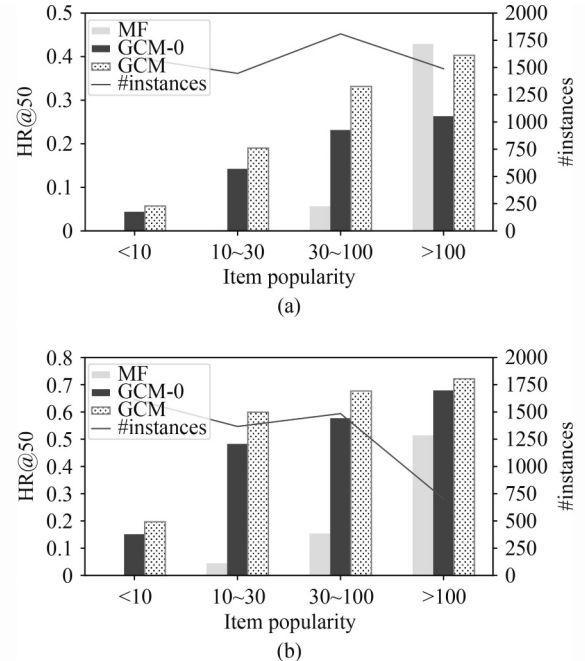 0.5
0.4
0.3
0.2
0.1
0
HR@50
MF
GCM-0
GCM
#instances
2000
1750
1500
1250
1000
750
500
250
0
#instances
<10
10~30
30~100
>100
Item popularity
(a)
0.8
0.7
0.6
0.5
0.4
0.3
0.2
0.1
0
HR@50
MF
GCM-0
GCM
#instances
2000
1750
1500
1250
1000
750
500
250
0
#instances
<10
10~30
30~100
>100
Item popularity
(b)